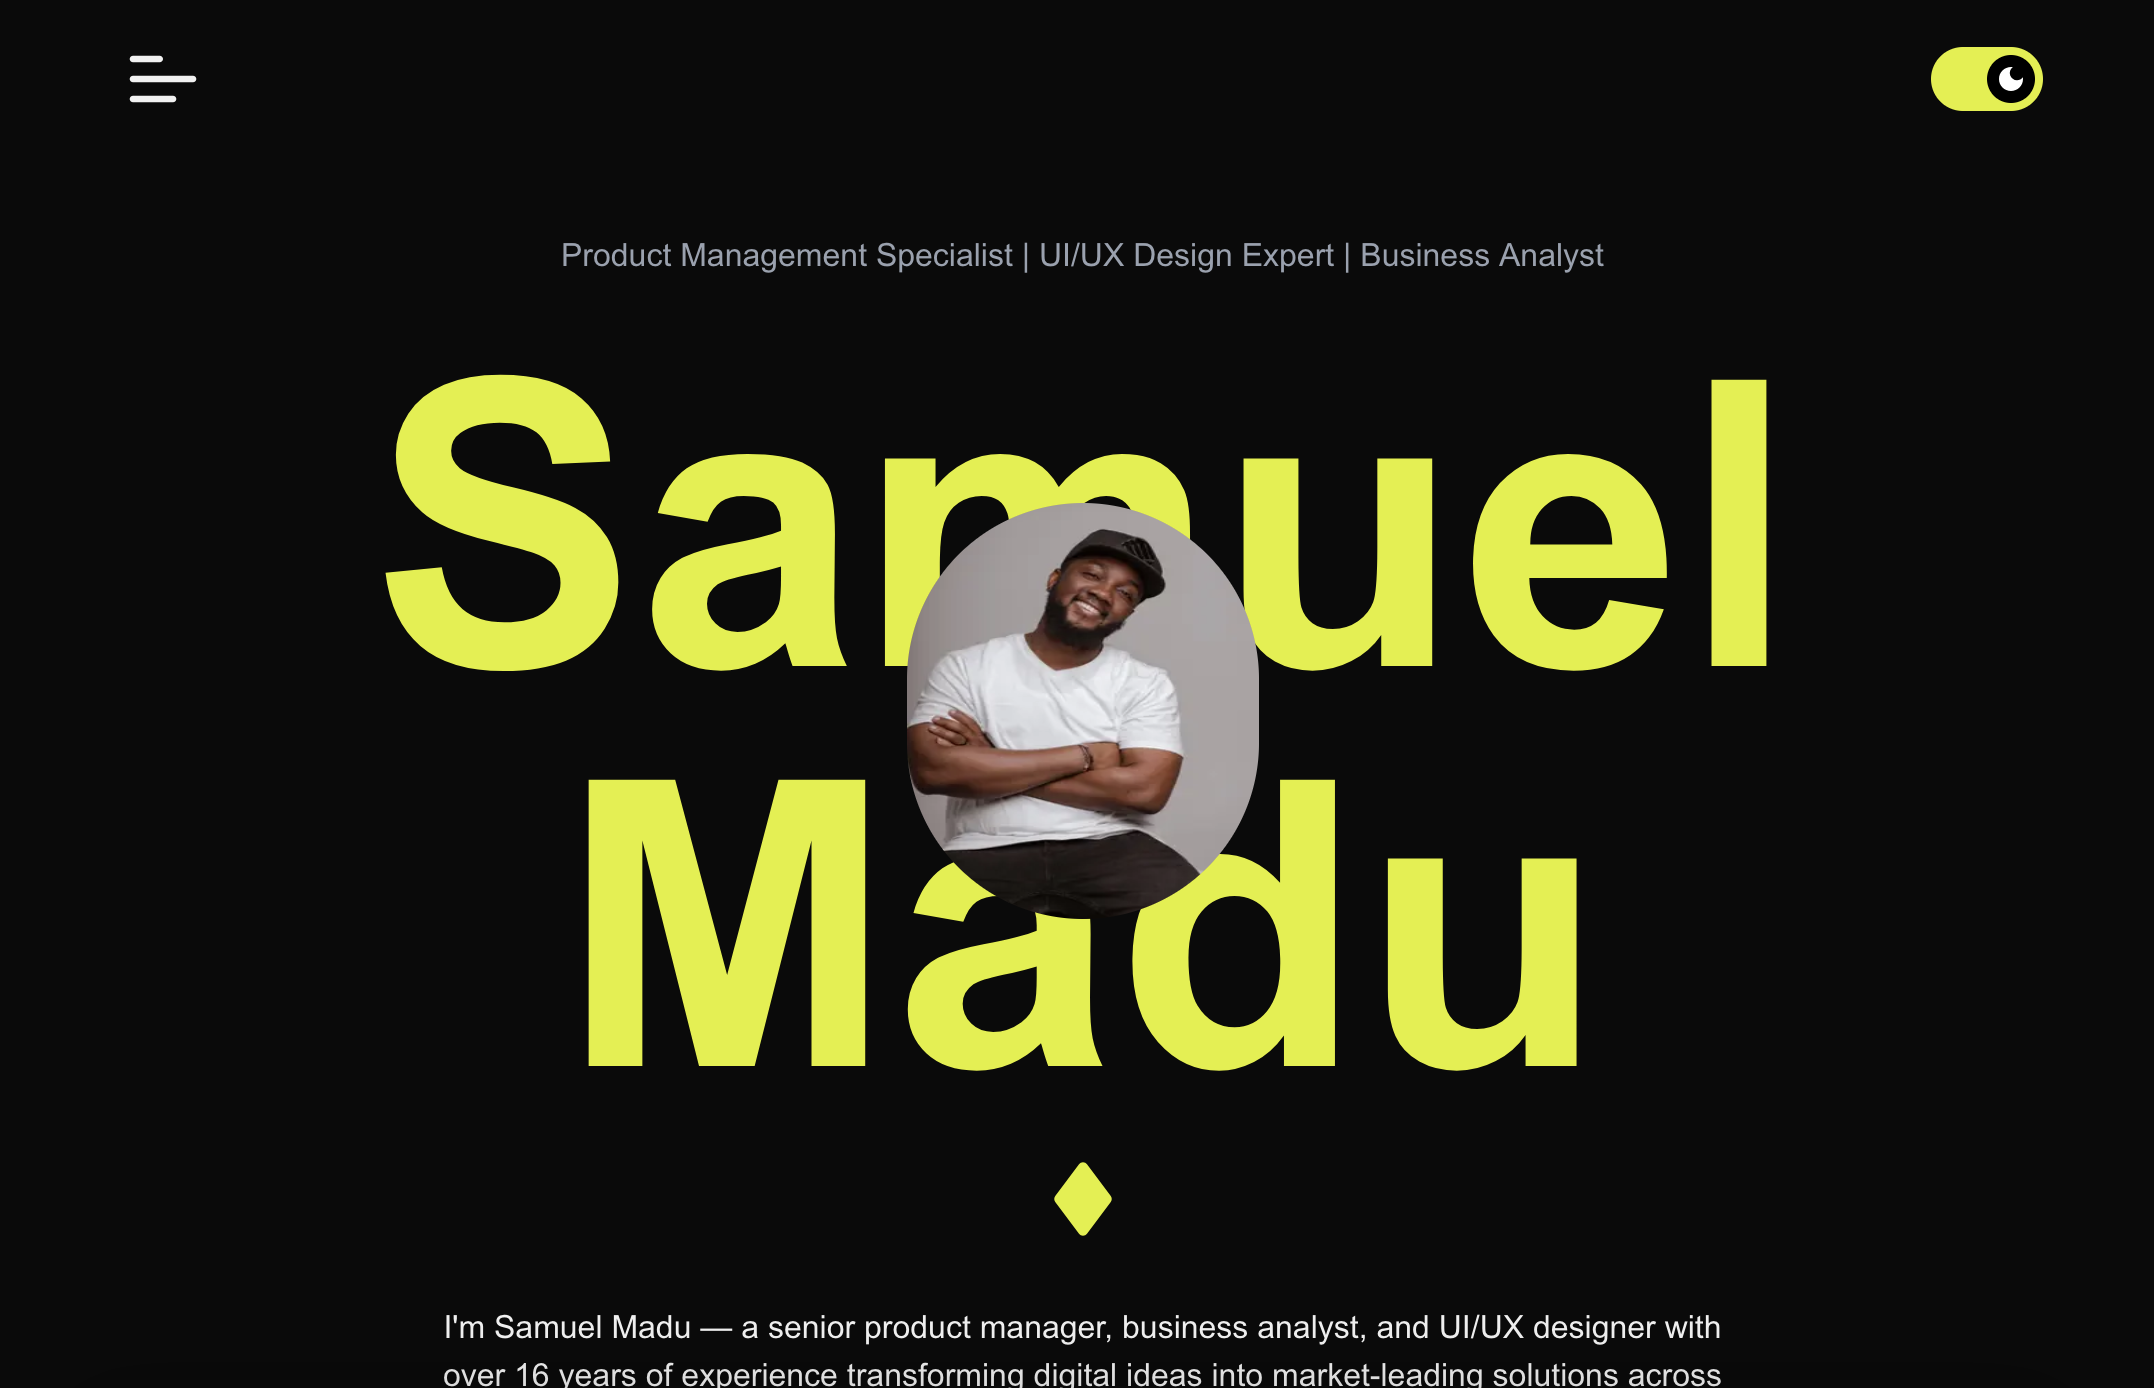 Product Management Specialist | UI/UX Design Expert | Business Analyst
Samuel
Madu
I'm Samuel Madu — a senior product manager, business analyst, and UI/UX designer with
over 16 years of experience transforming digital ideas into market-leading solutions across